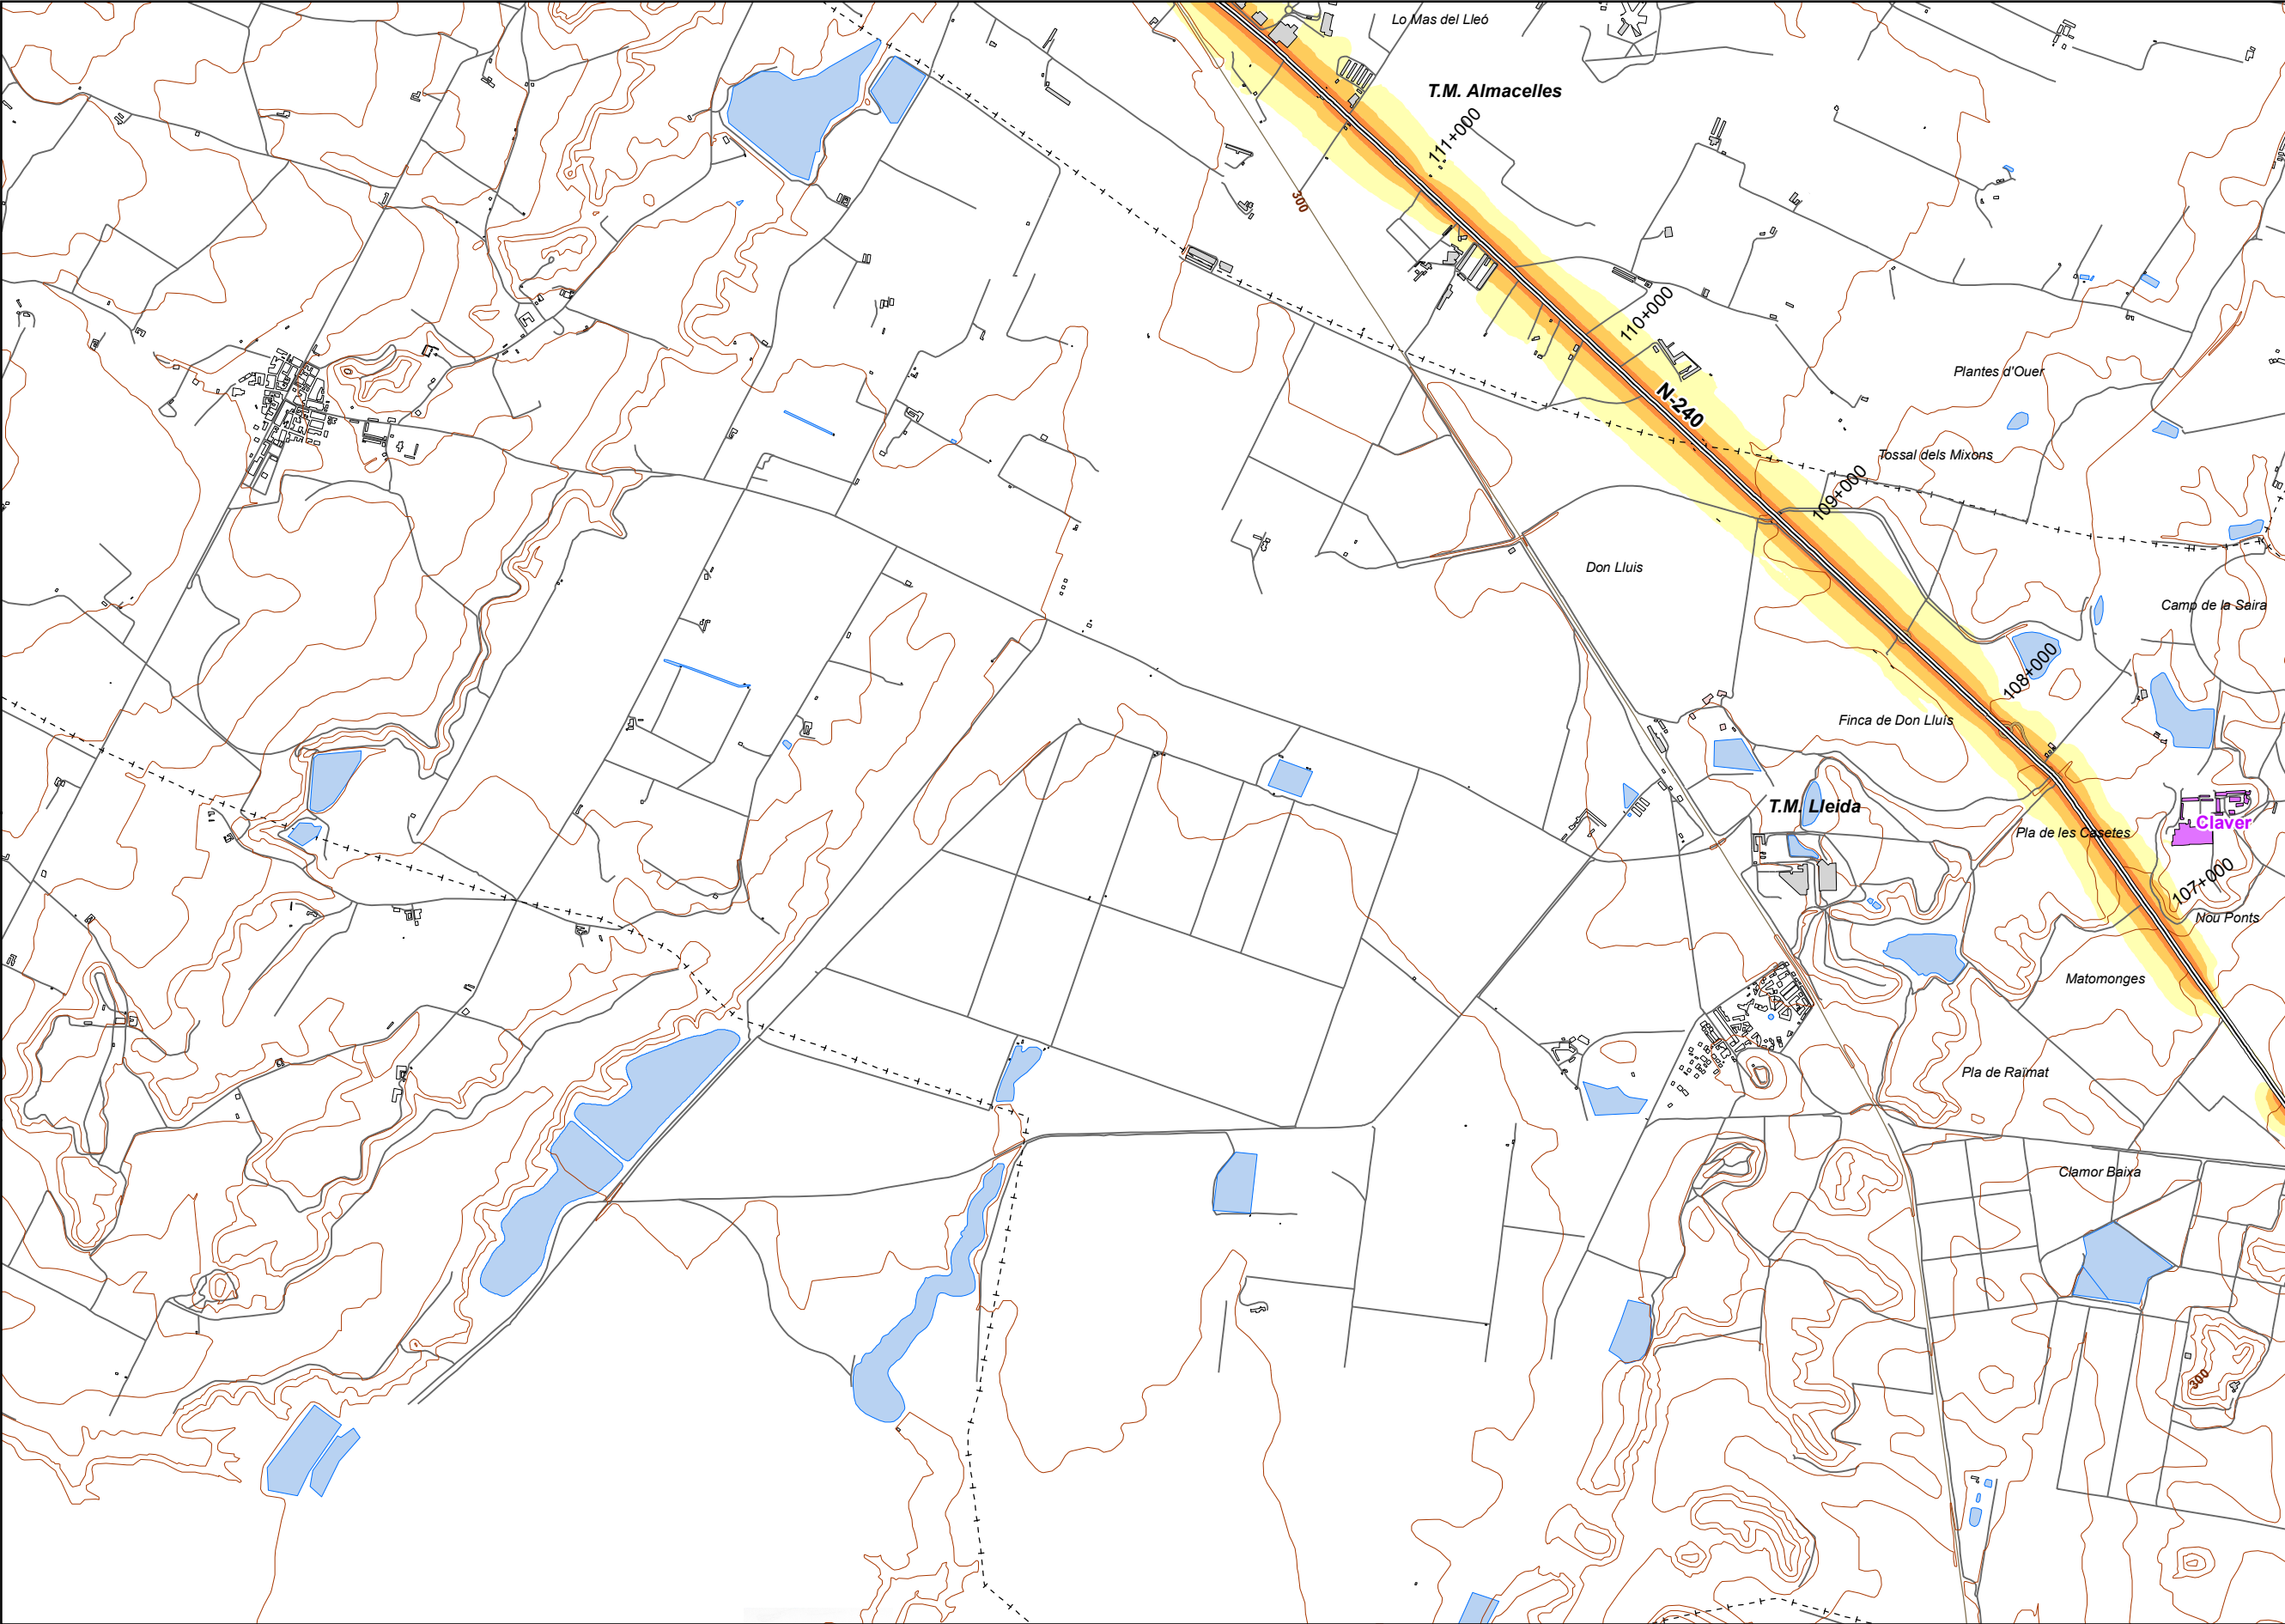 Lo Mas del Lleó
T.M. Almacelles
111+000
300
110+000
Plantes d'Ouer
N-240
Tossal dels Mixons
109+000
Don Lluis
Camp de la Saira
108+000
Finca de Don Lluis
T.M. Lleida
Claver
Pla de les Casetes
107+000
Nou Ponts
Matomonges
Pla de Raïmat
Clamor Baixa
300